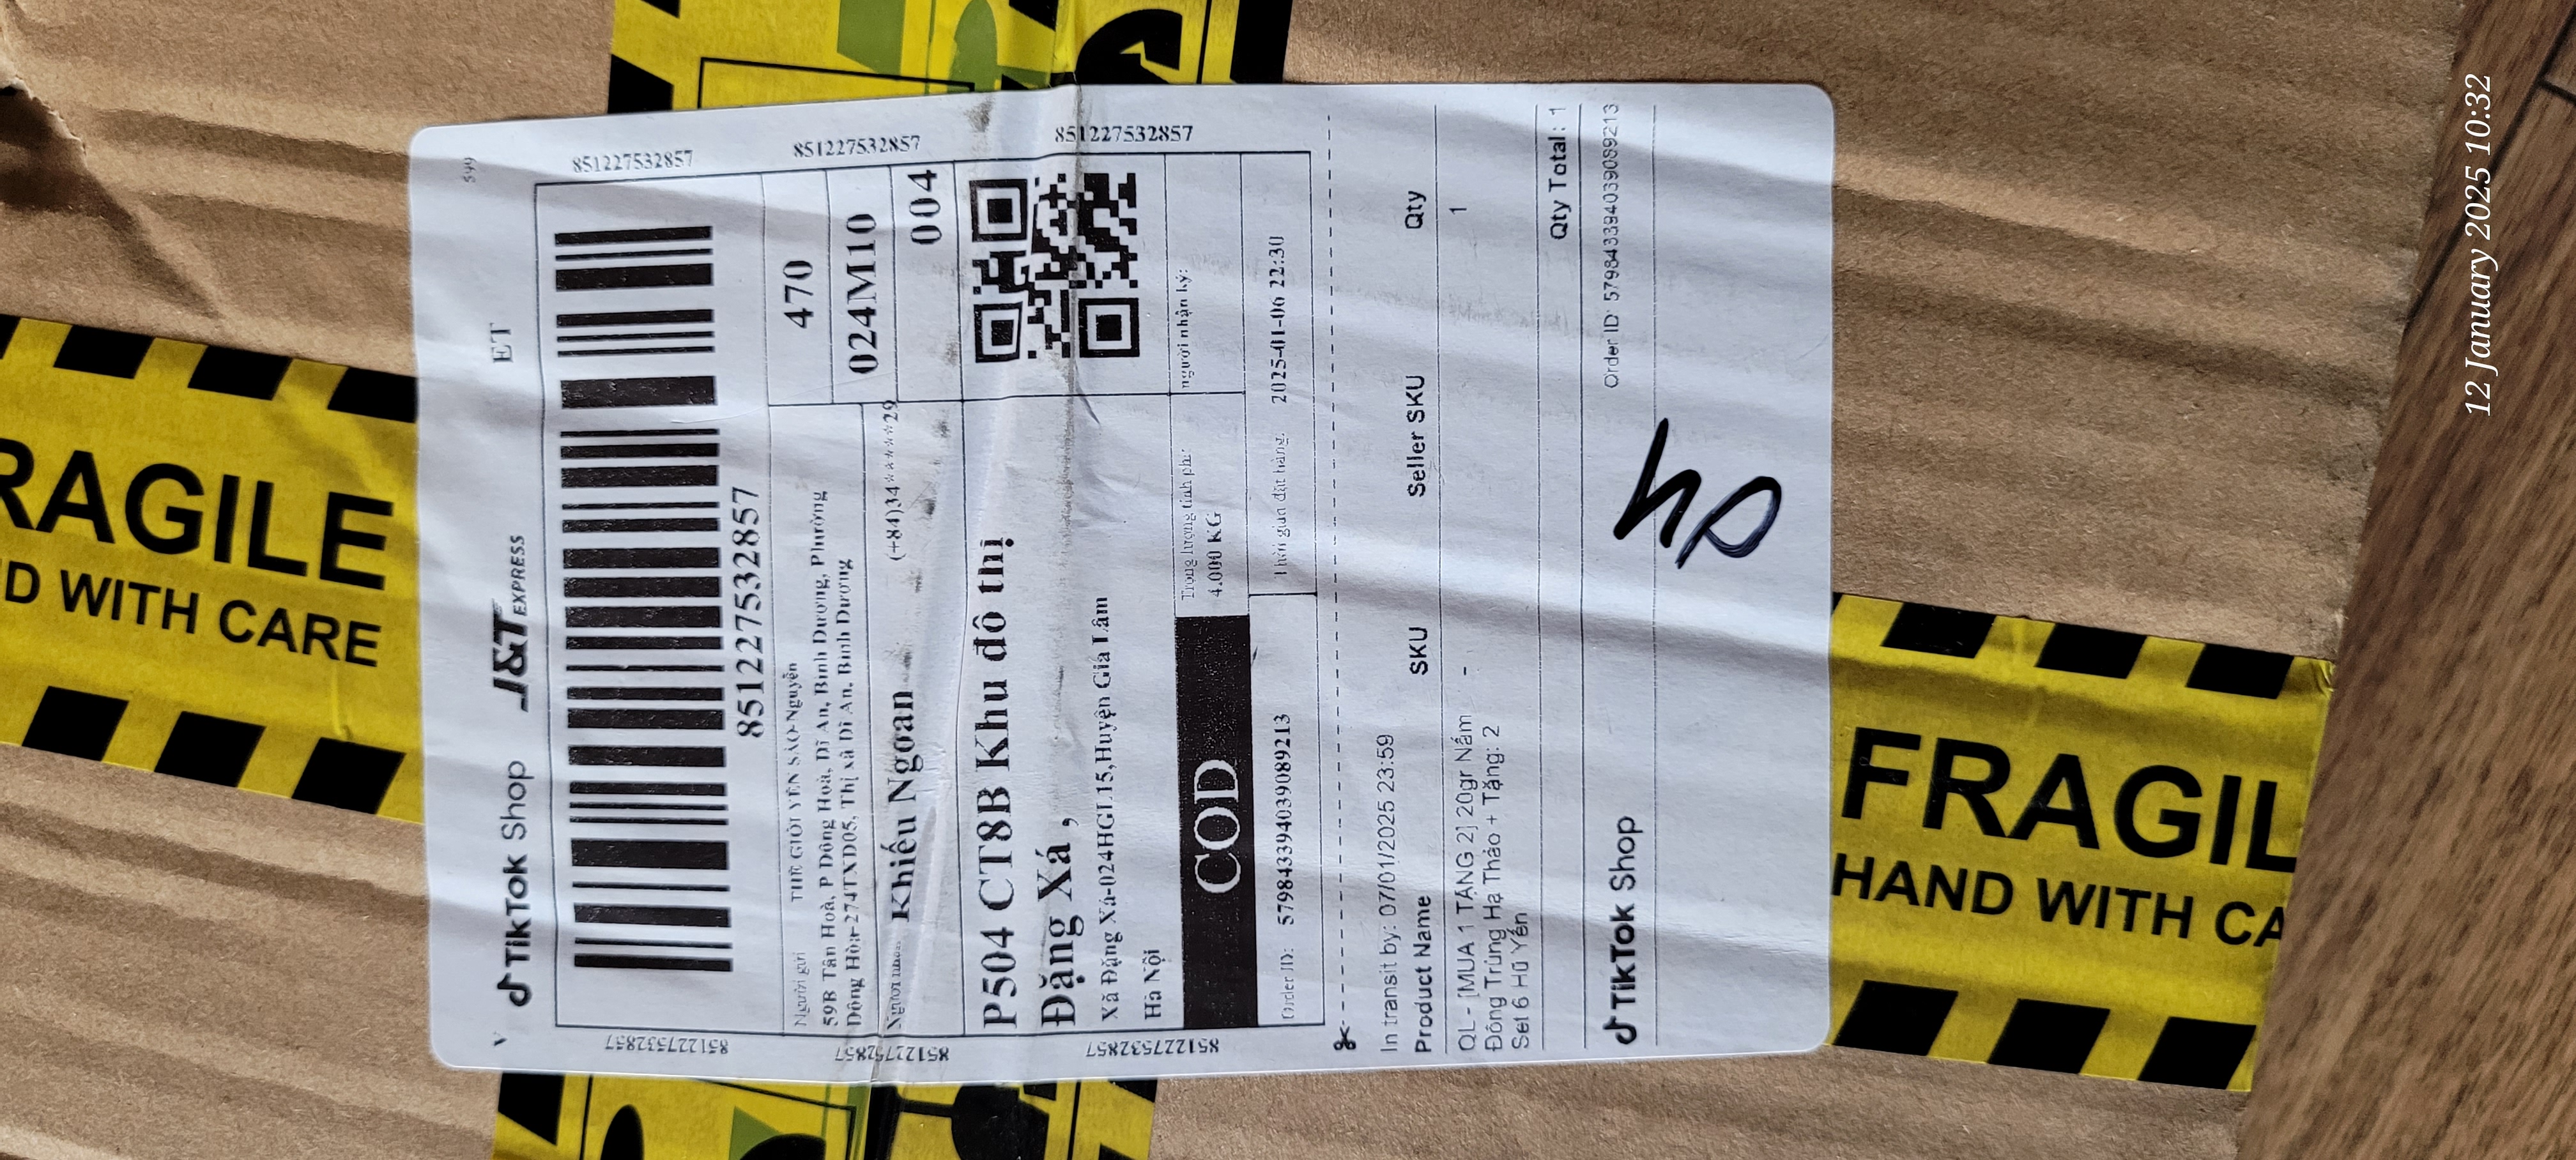 FRAGILE
D WITH CARE
599
V
TikTok Shop J&T EXPRESS ET
851227532857
851227532857
851227532857
851227532857
851227532857
851227532857
851227532857
Người gửi THẾ GIỚI YẾN SÀO-Nguyễn
59B Tân Hoà, P Đông Hoà, Dĩ An, Bình Dương, Phường
Đông Hòa-274TXD05, Thị xã Dĩ An, Bình Dương
470
024M10
004
Khiếu Ngoan (+84)34*****29
P504 CT8B Khu đô thị
Đặng Xá ,
Xã Đặng Xá-024HGL15,Huyện Gia Lâm
Hà Nội
COD
Trọng lượng tính phí:
4.000 KG
người nhận ký:
Order ID: 579843394039089213
Thời gian đặt hàng: 2025-01-06 22:30
In transit by: 07/01/2025 23:59
Product Name SKU Seller SKU Qty
QL - [MUA 1 TẶNG 2] 20gr Nấm - 1
Đông Trùng Hạ Thảo + Tặng: 2
Set 6 Hũ Yến
Qty Total: 1
TikTok Shop Order ID: 579843394039089213
FRAGIL
HAND WITH CA
12 January 2025 10:32